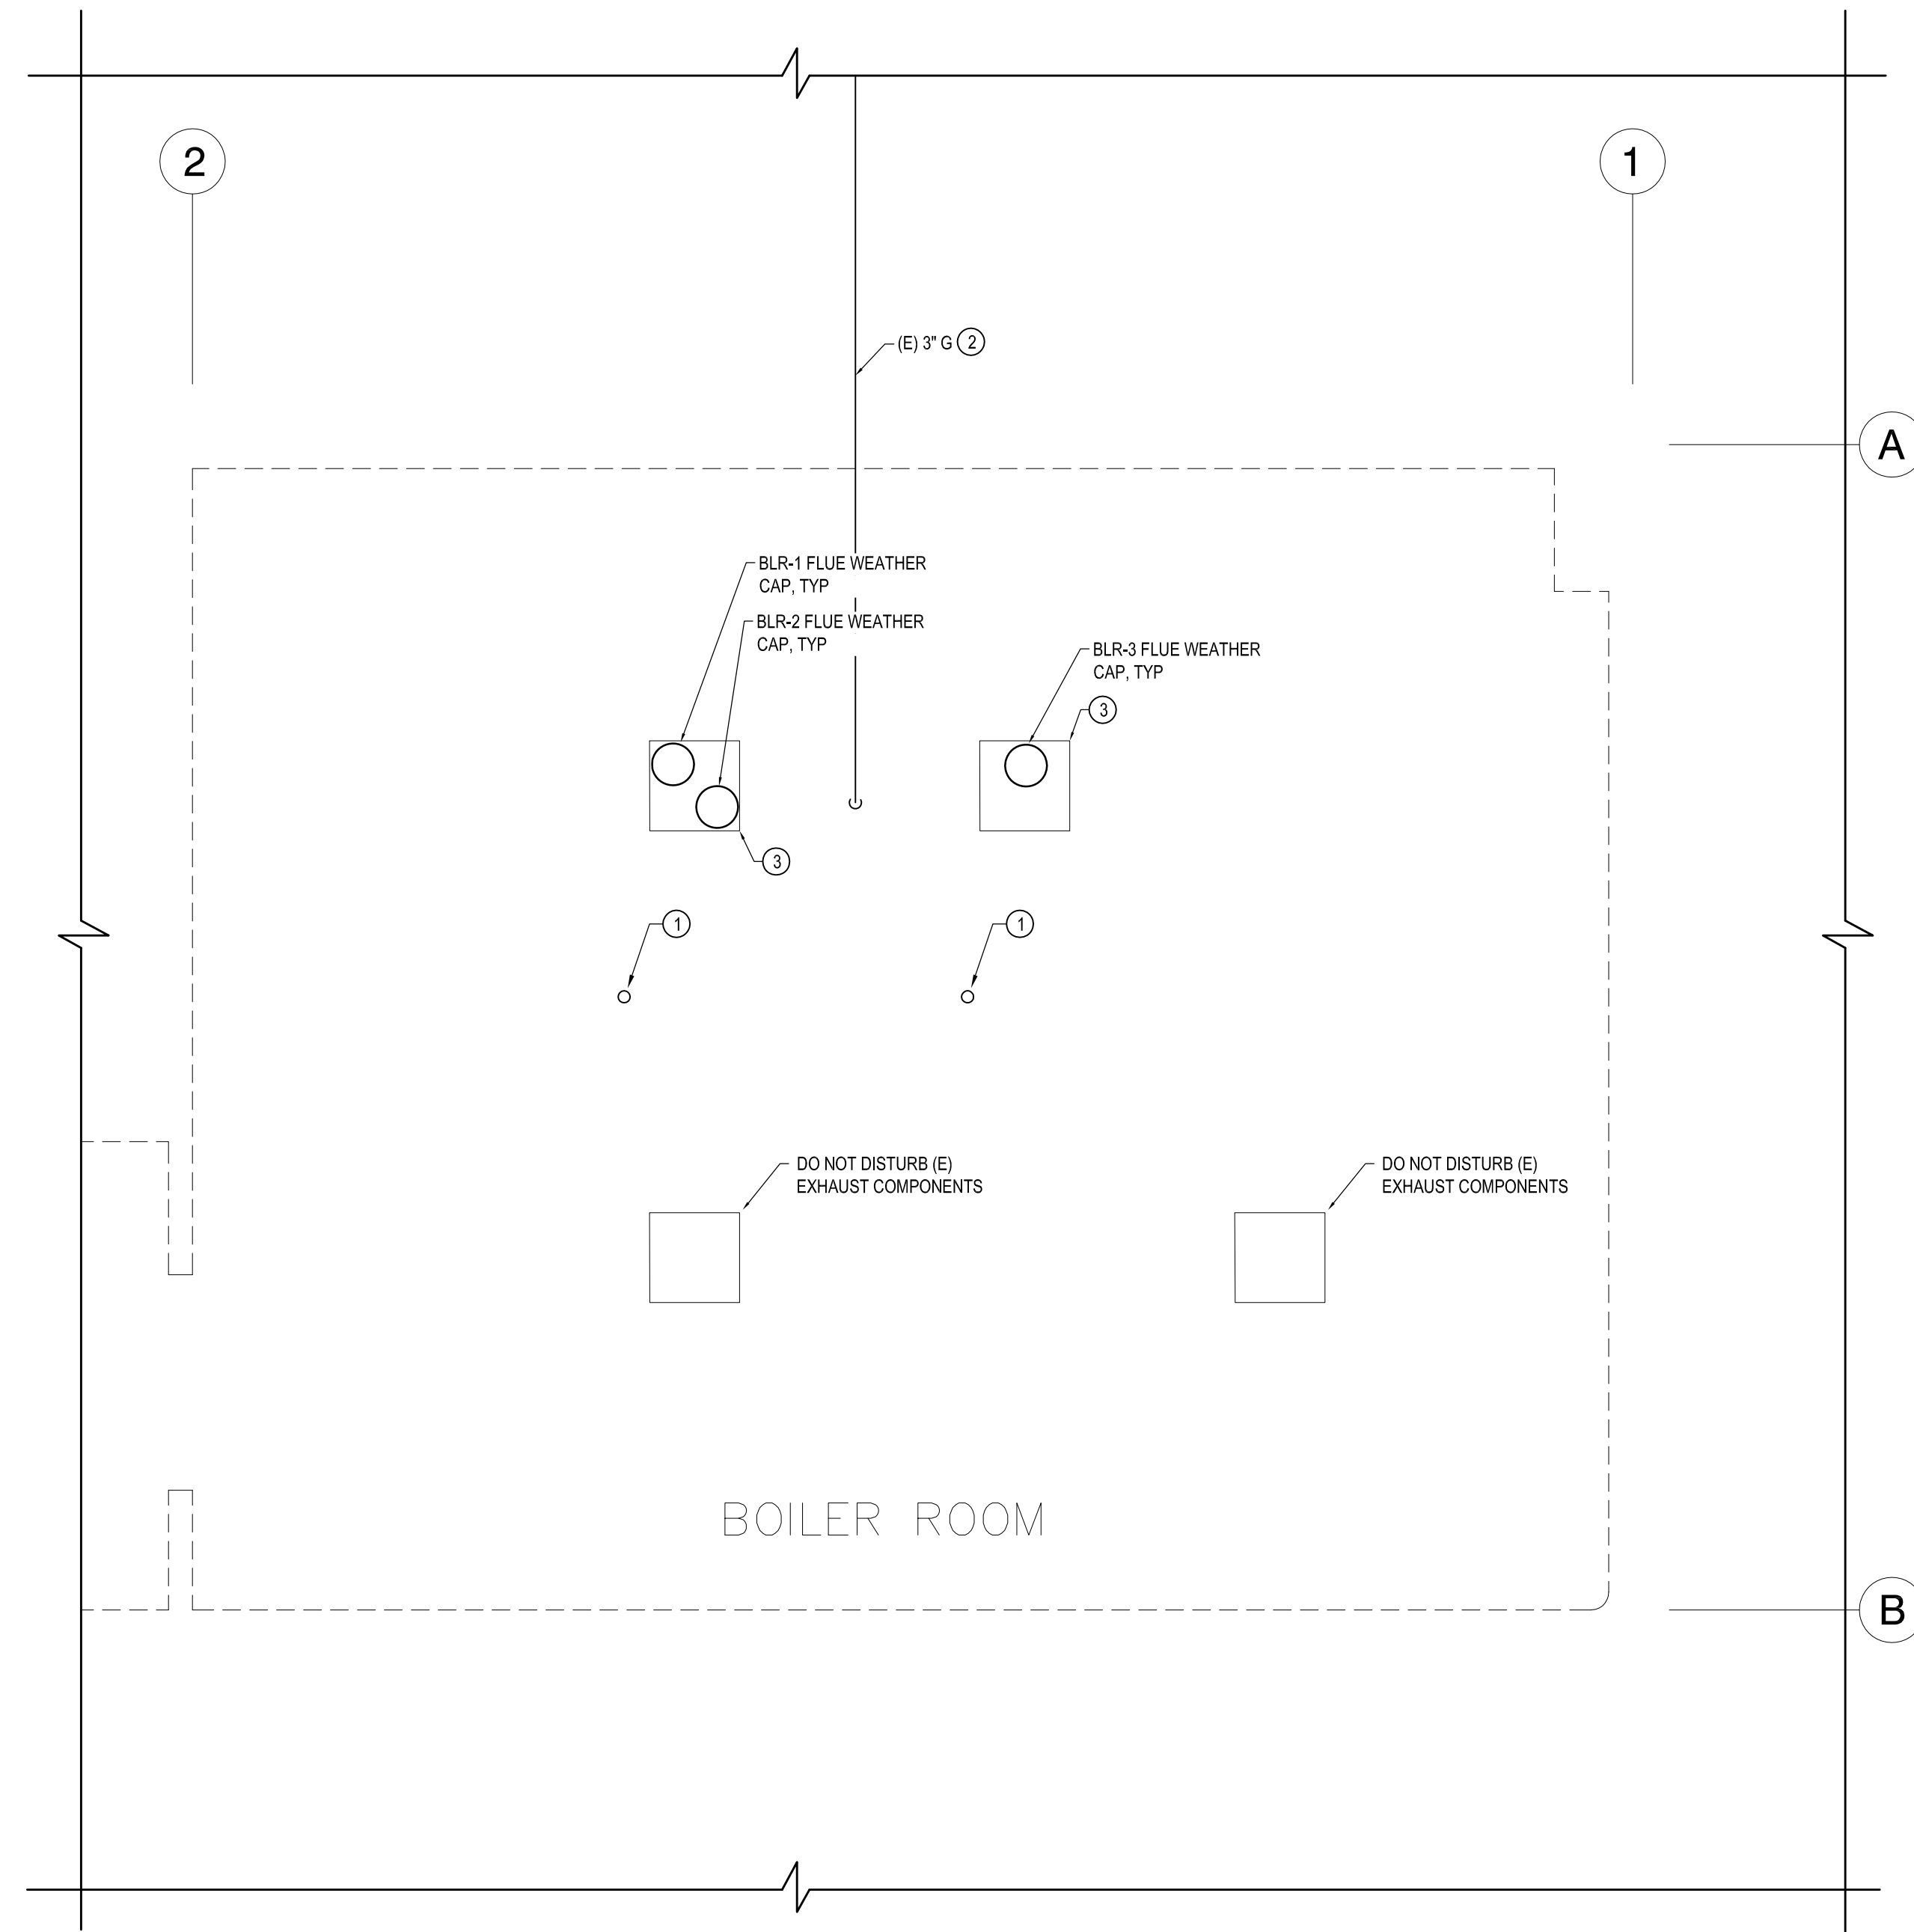 2
1
(E) 3" G 2
A
BLR-1 FLUE WEATHER
CAP, TYP
BLR-2 FLUE WEATHER
CAP, TYP
BLR-3 FLUE WEATHER
CAP, TYP
3
3
1
1
DO NOT DISTURB (E)
EXHAUST COMPONENTS
DO NOT DISTURB (E)
EXHAUST COMPONENTS
BOILER ROOM
B